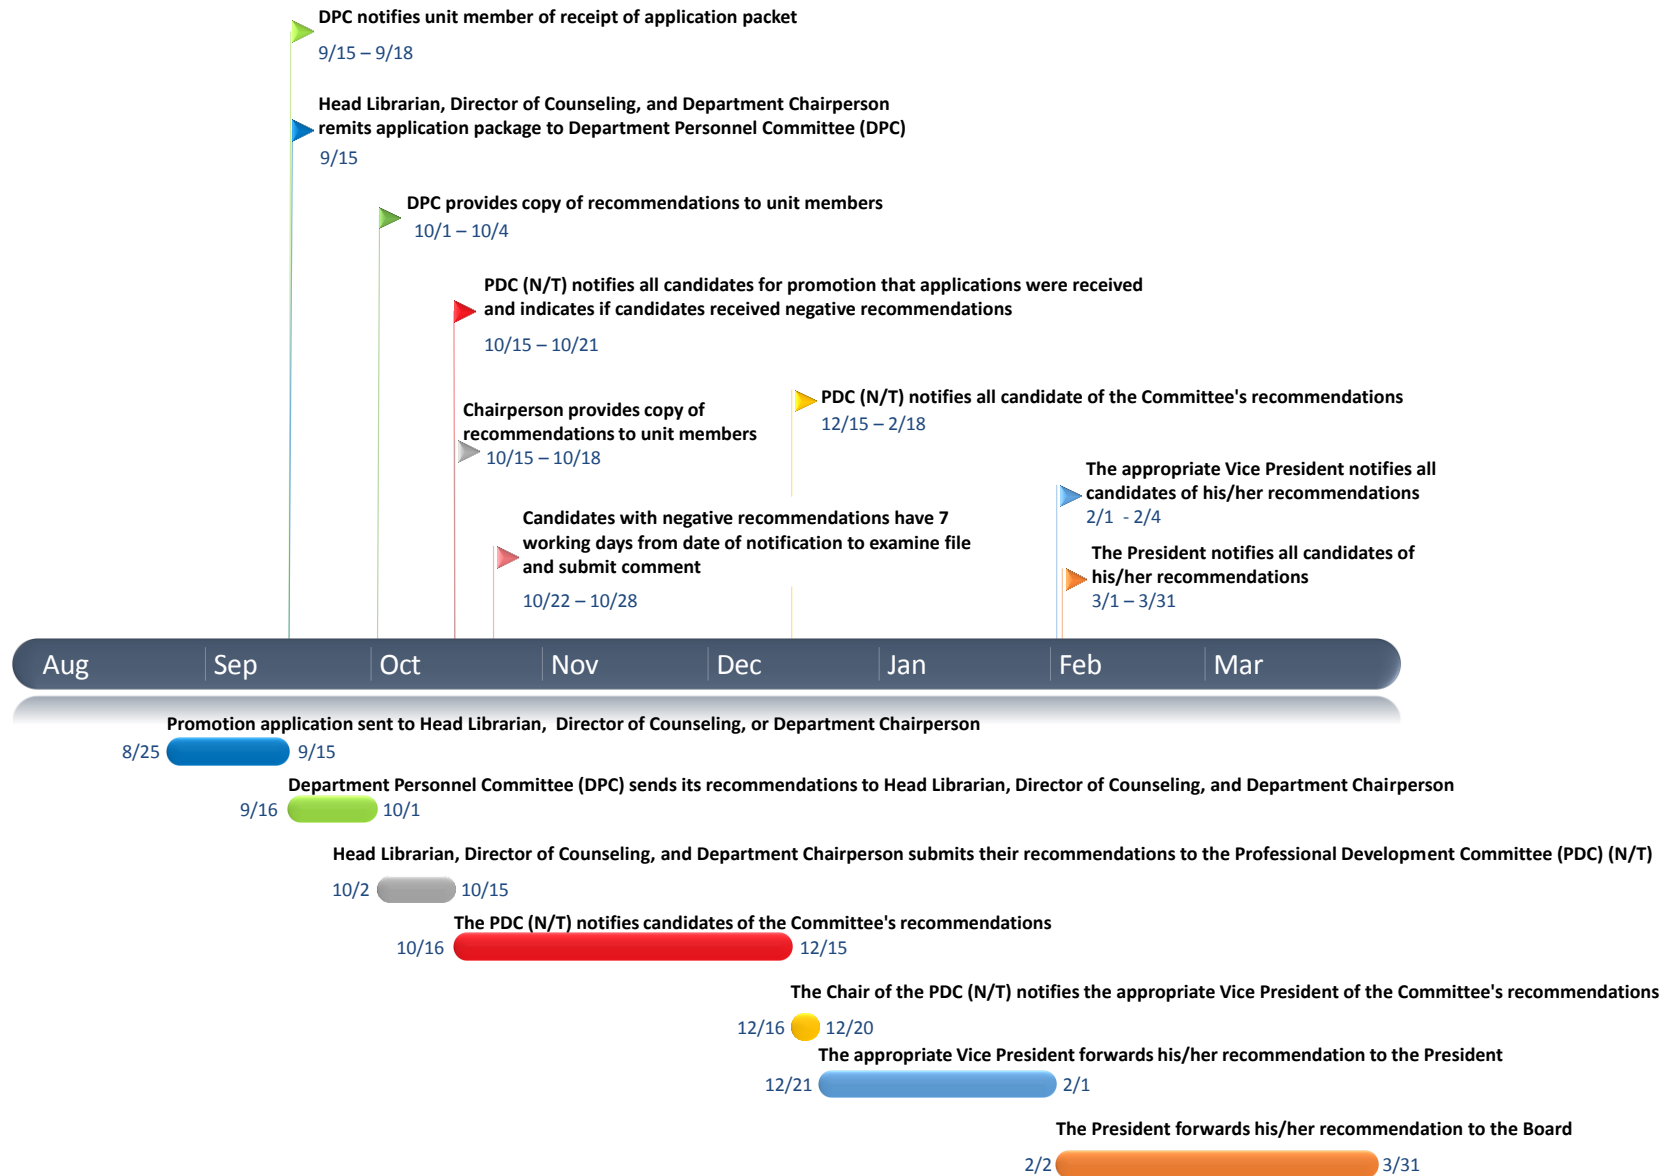 DPC notifies unit member of receipt of application packet
9/15 – 9/18
Head Librarian, Director of Counseling, and Department Chairperson
remits application package to Department Personnel Committee (DPC)
9/15
DPC provides copy of recommendations to unit members
10/1 – 10/4
PDC (N/T) notifies all candidates for promotion that applications were received
and indicates if candidates received negative recommendations
10/15 – 10/21
PDC (N/T) notifies all candidate of the Committee's recommendations
12/15 – 2/18
Chairperson provides copy of
recommendations to unit members
10/15 – 10/18
The appropriate Vice President notifies all
candidates of his/her recommendations
2/1  - 2/4
Candidates with negative recommendations have 7
working days from date of notification to examine file
and submit comment
10/22 – 10/28
The President notifies all candidates of
his/her recommendations
3/1 – 3/31
Aug Sep Oct Nov Dec Jan Feb Mar
Promotion application sent to Head Librarian,  Director of Counseling, or Department Chairperson
8/25 9/15
Department Personnel Committee (DPC) sends its recommendations to Head Librarian, Director of Counseling, and Department Chairperson
9/16 10/1
Head Librarian, Director of Counseling, and Department Chairperson submits their recommendations to the Professional Development Committee (PDC) (N/T)
10/2 10/15
The PDC (N/T) notifies candidates of the Committee's recommendations
10/16 12/15
The Chair of the PDC (N/T) notifies the appropriate Vice President of the Committee's recommendations
12/16 12/20
The appropriate Vice President forwards his/her recommendation to the President
12/21 2/1
The President forwards his/her recommendation to the Board
2/2 3/31